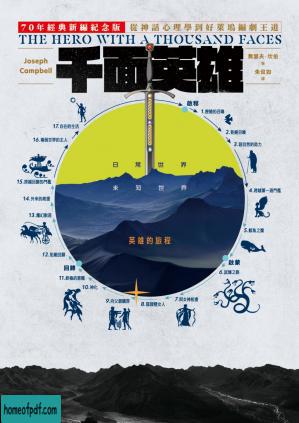 70年經典新編紀念版
從神話心理學到好萊塢編劇王道
THE HERO WITH A THOUSAND FACES
Joseph
Campbell
千面英雄
喬瑟夫・坎伯
著
朱侃如
譯
啟程
1.歷險的召喚
2.拒絕召喚
3.超自然的助力
4.跨越第一道門檻
5.鯨魚之腹
啟蒙
6.試煉之路
7.與女神相會
8.狐狸精女人
9.向父親贖罪
10.神化
11.終極的恩賜
回歸
12.拒絕回歸
13.魔幻脫逃
14.外來的救援
15.跨越回歸的門檻
16.兩個世界的主人
17.自在的生活
日常世界
未知世界
英雄的旅程
homeofpdf.com